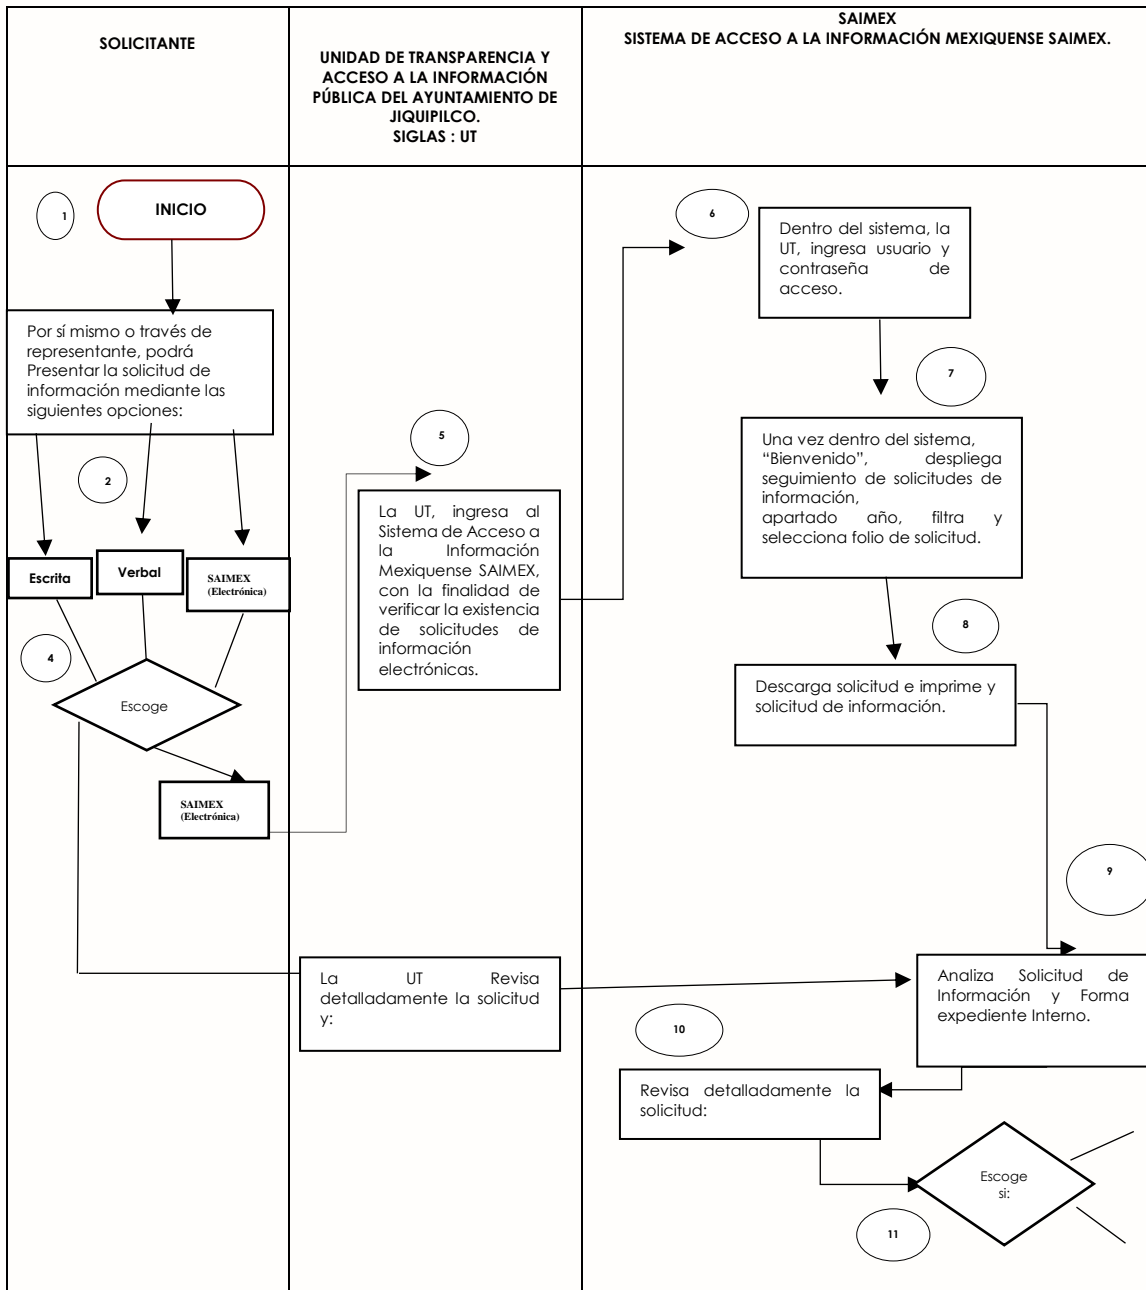 SOLICITANTE
UNIDAD DE TRANSPARENCIA Y
ACCESO A LA INFORMACIÓN
PÚBLICA DEL AYUNTAMIENTO DE
JIQUIPILCO.
SIGLAS : UT
SAIMEX
SISTEMA DE ACCESO A LA INFORMACIÓN MEXIQUENSE SAIMEX.
1
INICIO
Por sí mismo o través de
representante, podrá
Presentar la solicitud de
información mediante las
siguientes opciones:
2
Escrita
Verbal
SAIMEX
(Electrónica)
4
Escoge
SAIMEX
(Electrónica)
5
La UT, ingresa al
Sistema de Acceso a
la Información
Mexiquense SAIMEX,
con la finalidad de
verificar la existencia
de solicitudes de
información
electrónicas.
6
Dentro del sistema, la
UT, ingresa usuario y
contraseña de
acceso.
7
Una vez dentro del sistema,
“Bienvenido”, despliega
seguimiento de solicitudes de
información,
apartado año, filtra y
selecciona folio de solicitud.
8
Descarga solicitud e imprime y
solicitud de información.
9
La UT Revisa
detalladamente la solicitud
y:
Analiza Solicitud de
Información y Forma
expediente Interno.
10
Revisa detalladamente la
solicitud:
Escoge
si:
11